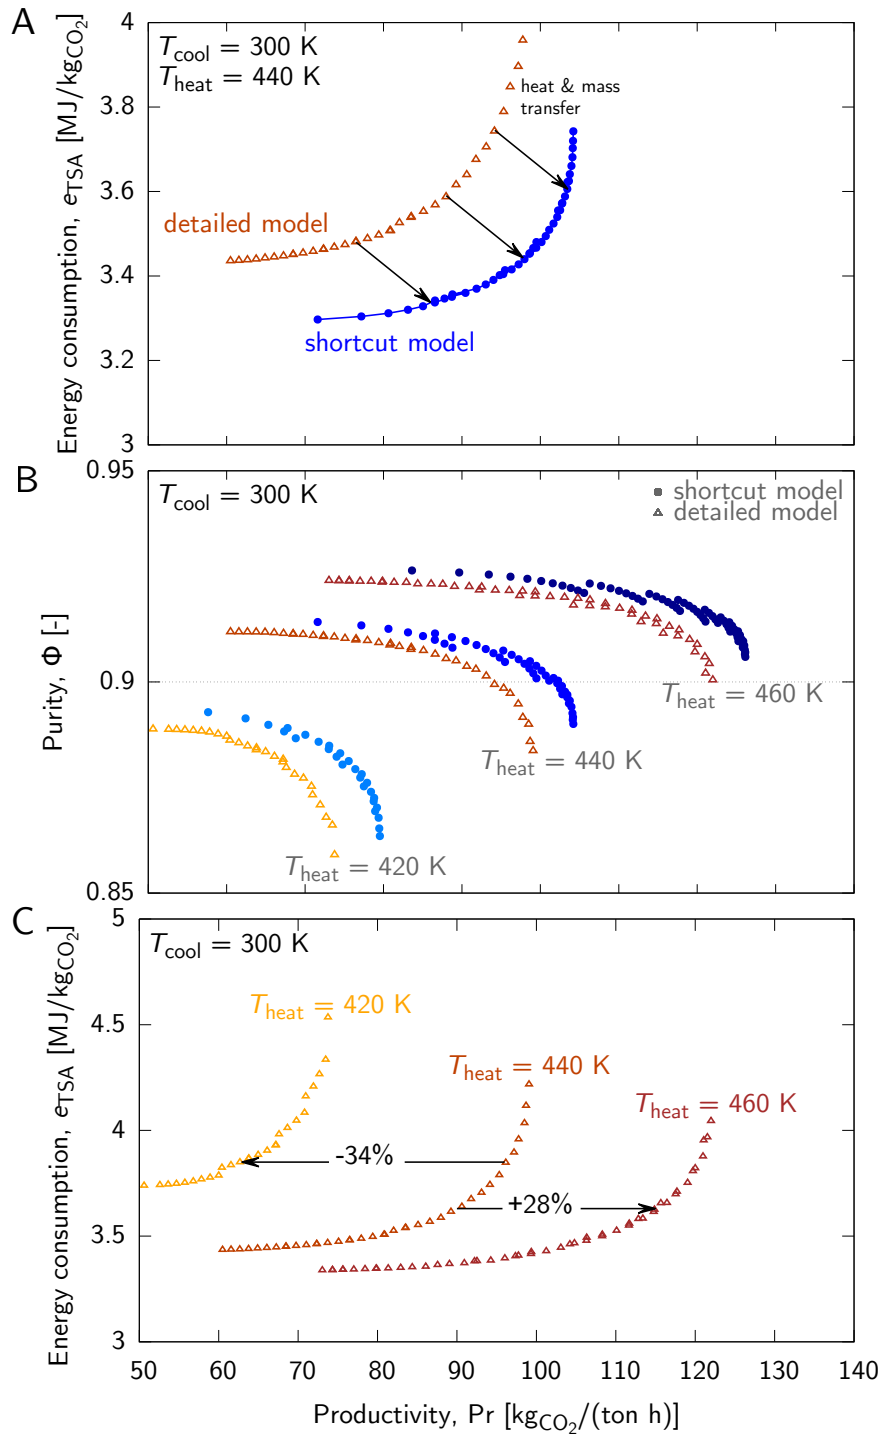 A
T_cool = 300 K
T_heat = 440 K
heat & mass
transfer
detailed model
shortcut model
Energy consumption, e_TSA [MJ/kg_CO2]
4
3.8
3.6
3.4
3.2
3
B
T_cool = 300 K
shortcut model
detailed model
T_heat = 460 K
T_heat = 440 K
T_heat = 420 K
Purity, Φ [-]
0.95
0.9
0.85
C
T_cool = 300 K
T_heat = 420 K
T_heat = 440 K
T_heat = 460 K
-34%
+28%
Energy consumption, e_TSA [MJ/kg_CO2]
5
4.5
4
3.5
3
50 60 70 80 90 100 110 120 130 140
Productivity, Pr [kg_CO2/(ton h)]